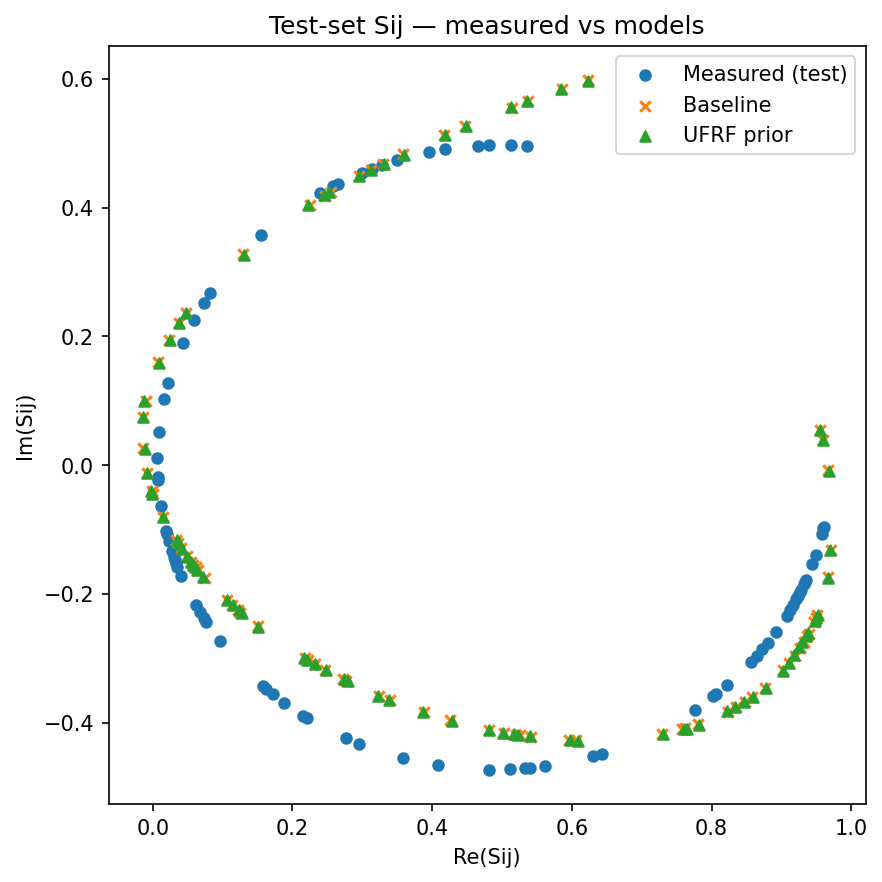 Test-set Sij — measured vs models
Measured (test)
Baseline
UFRF prior
0.6
0.4
0.2
0.0
−0.2
−0.4
Im(Sij)
0.0 0.2 0.4 0.6 0.8 1.0
Re(Sij)